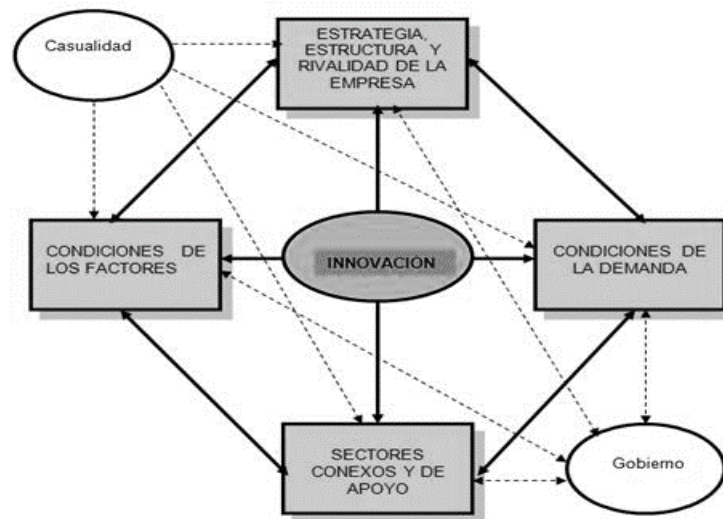 Casualidad
ESTRATEGIA,
ESTRUCTURA Y
RIVALIDAD DE LA
EMPRESA
CONDICIONES DE
LOS FACTORES
INNOVACIÓN
CONDICIONES DE
LA DEMANDA
SECTORES
CONEXOS Y DE
APOYO
Gobierno